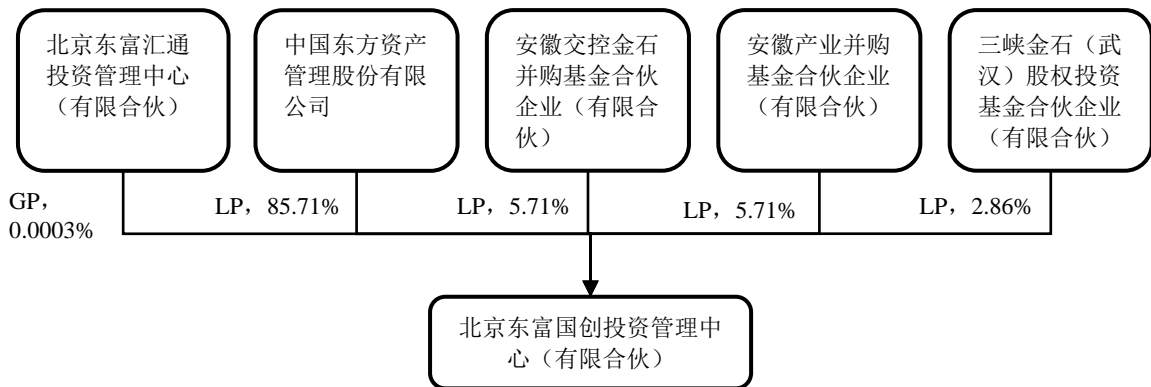 北京东富汇通
投资管理中心
（有限合伙）
中国东方资产
管理股份有限
公司
安徽交控金石
并购基金合伙
企业（有限合
伙）
安徽产业并购
基金合伙企业
（有限合伙）
三峡金石（武
汉）股权投资
基金合伙企业
（有限合伙）
GP，
0.0003%
LP，85.71%
LP，5.71%
LP，5.71%
LP，2.86%
北京东富国创投资管理中
心（有限合伙）